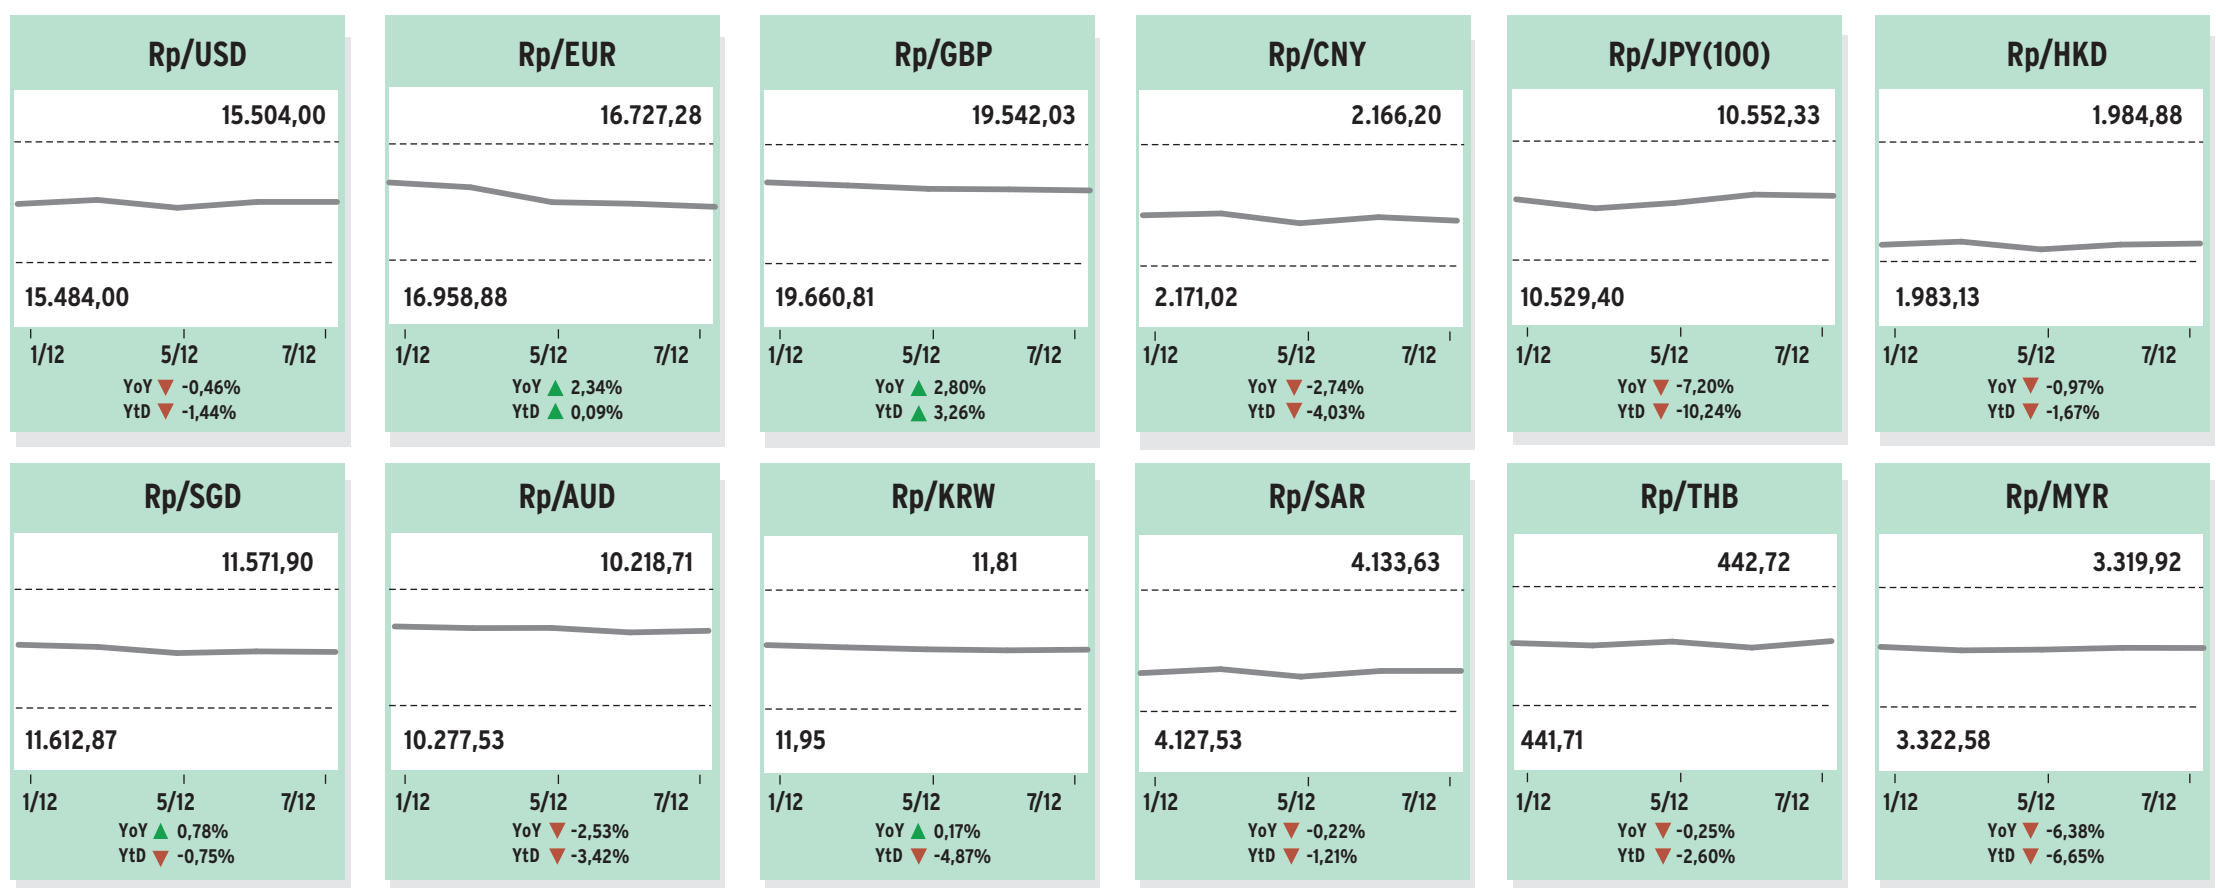 Rp/USD
15.504,00
15.484,00
1/12 5/12 7/12
YoY ▼ -0,46%
YtD ▼ -1,44%
Rp/EUR
16.727,28
16.958,88
1/12 5/12 7/12
YoY ▲ 2,34%
YtD ▲ 0,09%
Rp/GBP
19.542,03
19.660,81
1/12 5/12 7/12
YoY ▲ 2,80%
YtD ▲ 3,26%
Rp/CNY
2.166,20
2.171,02
1/12 5/12 7/12
YoY ▼ -2,74%
YtD ▼ -4,03%
Rp/JPY(100)
10.552,33
10.529,40
1/12 5/12 7/12
YoY ▼ -7,20%
YtD ▼ -10,24%
Rp/HKD
1.984,88
1.983,13
1/12 5/12 7/12
YoY ▼ -0,97%
YtD ▼ -1,67%
Rp/SGD
11.571,90
11.612,87
1/12 5/12 7/12
YoY ▲ 0,78%
YtD ▼ -0,75%
Rp/AUD
10.218,71
10.277,53
1/12 5/12 7/12
YoY ▼ -2,53%
YtD ▼ -3,42%
Rp/KRW
11,81
11,95
1/12 5/12 7/12
YoY ▲ 0,17%
YtD ▼ -4,87%
Rp/SAR
4.133,63
4.127,53
1/12 5/12 7/12
YoY ▼ -0,22%
YtD ▼ -1,21%
Rp/THB
442,72
441,71
1/12 5/12 7/12
YoY ▼ -0,25%
YtD ▼ -2,60%
Rp/MYR
3.319,92
3.322,58
1/12 5/12 7/12
YoY ▼ -6,38%
YtD ▼ -6,65%